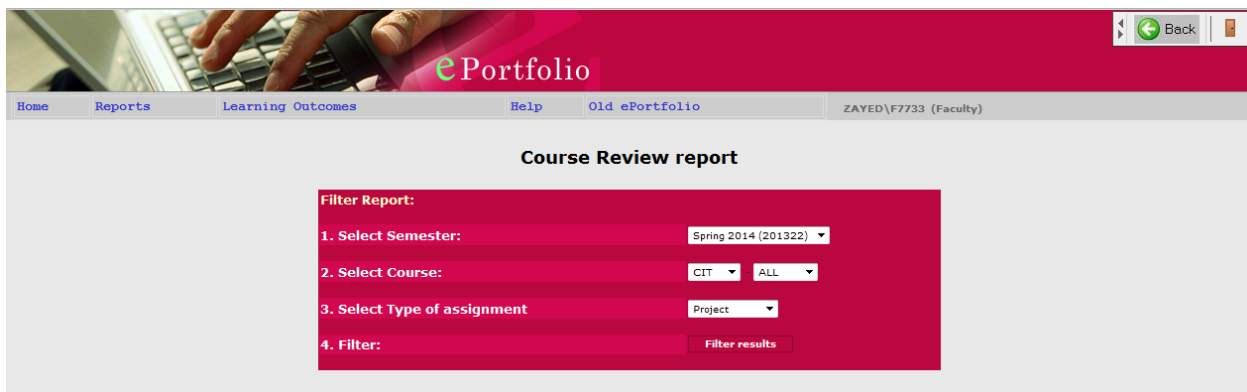 Back
e Portfolio
Home Reports Learning Outcomes Help Old ePortfolio ZAYED\F7733 (Faculty)
Course Review report
Filter Report:
1. Select Semester: Spring 2014 (201322)
2. Select Course: CIT - ALL
3. Select Type of assignment Project
4. Filter: Filter results